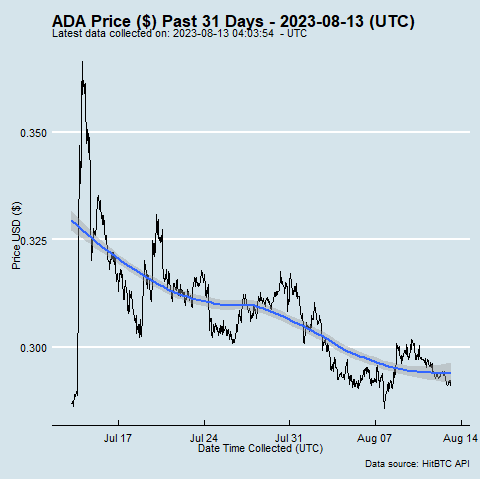 ADA Price ($) Past 31 Days - 2023-08-13 (UTC)
Latest data collected on: 2023-08-13 04:03:54  - UTC
0.350
0.325
0.300
Price USD ($)
Jul 17
Jul 24
Jul 31
Aug 07
Aug 14
Date Time Collected (UTC)
Data source: HitBTC API